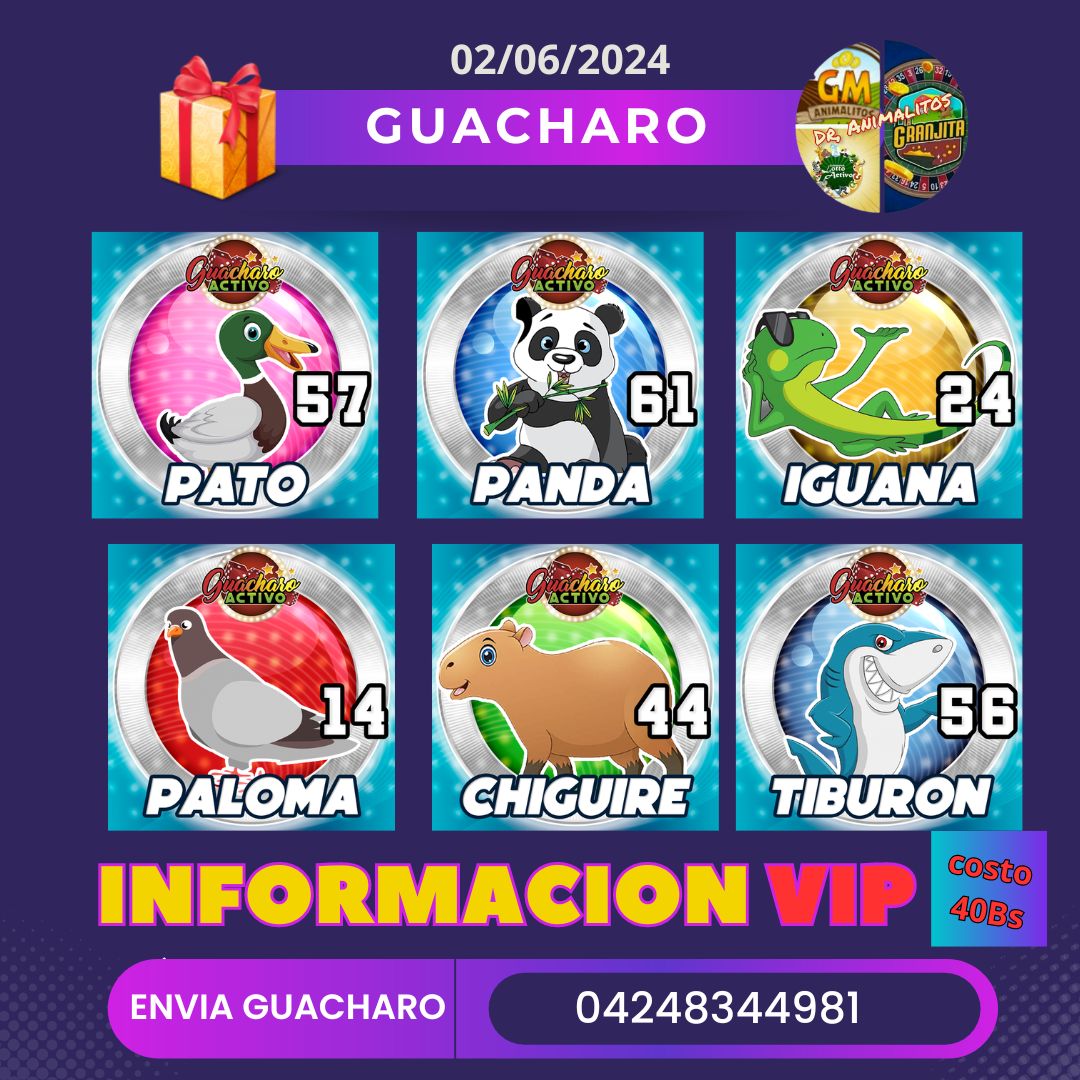 02/06/2024
GUACHARO
GM
ANIMALITOS
DR, ANIMALITOS
LA GRANJITA
Lotto
Activo
Guacharo
ACTIVO
57
PATO
Guacharo
ACTIVO
61
PANDA
Guacharo
ACTIVO
24
IGUANA
Guacharo
ACTIVO
14
PALOMA
Guacharo
ACTIVO
44
CHIGUIRE
Guacharo
ACTIVO
56
TIBURON
INFORMACION VIP
costo
40Bs
ENVIA GUACHARO
04248344981